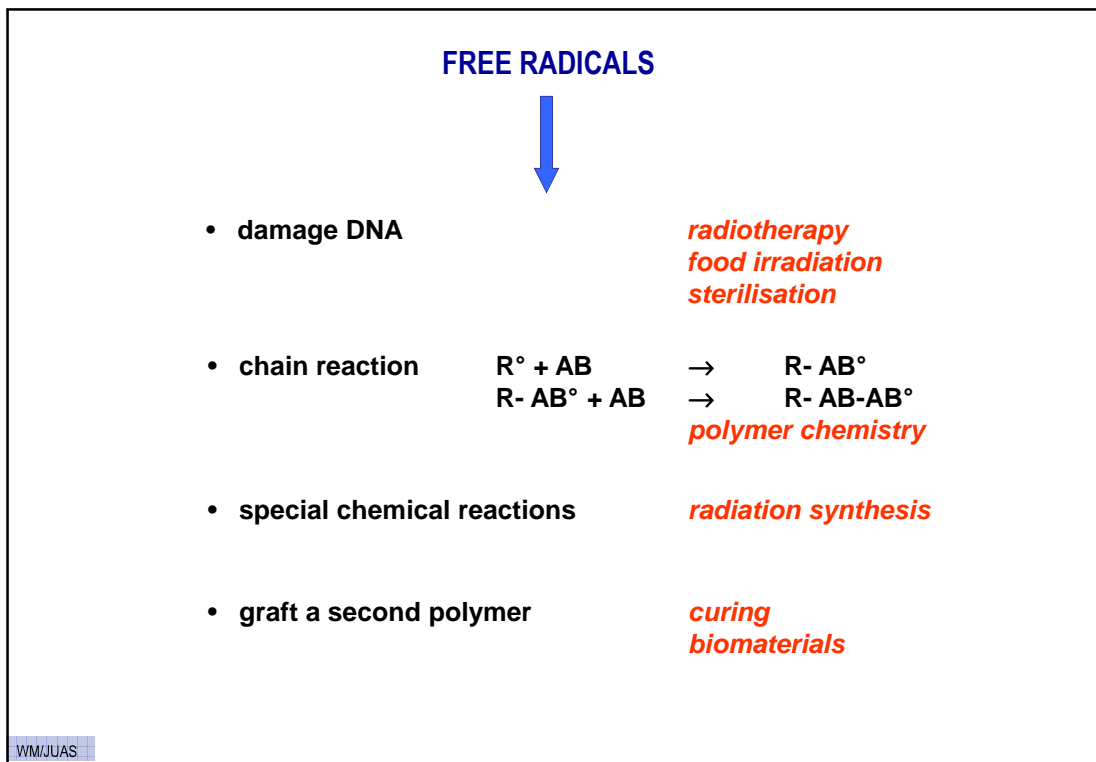 FREE RADICALS
• damage DNA radiotherapy
food irradiation
sterilisation
• chain reaction R° + AB → R- AB°
R- AB° + AB → R- AB-AB°
polymer chemistry
• special chemical reactions radiation synthesis
• graft a second polymer curing
biomaterials
WM/JUAS